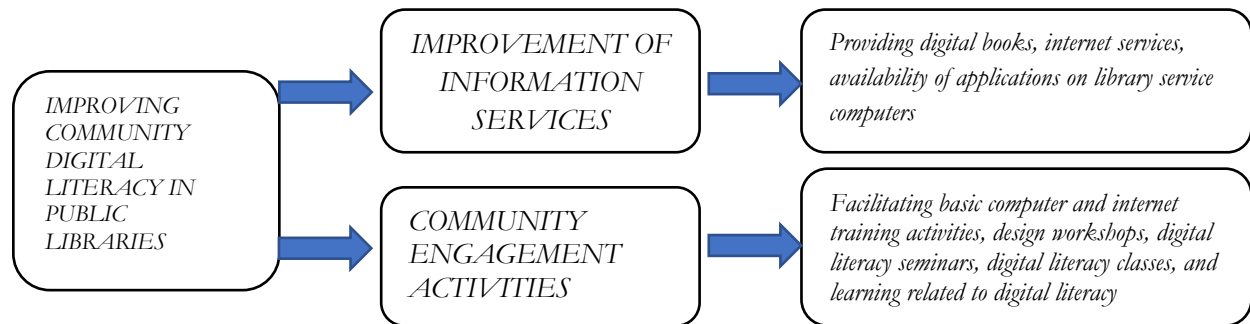 IMPROVING
COMMUNITY
DIGITAL
LITERACY IN
PUBLIC
LIBRARIES
IMPROVEMENT OF
INFORMATION
SERVICES
Providing digital books, internet services,
availability of applications on library service
computers
COMMUNITY
ENGAGEMENT
ACTIVITIES
Facilitating basic computer and internet
training activities, design workshops, digital
literacy seminars, digital literacy classes, and
learning related to digital literacy